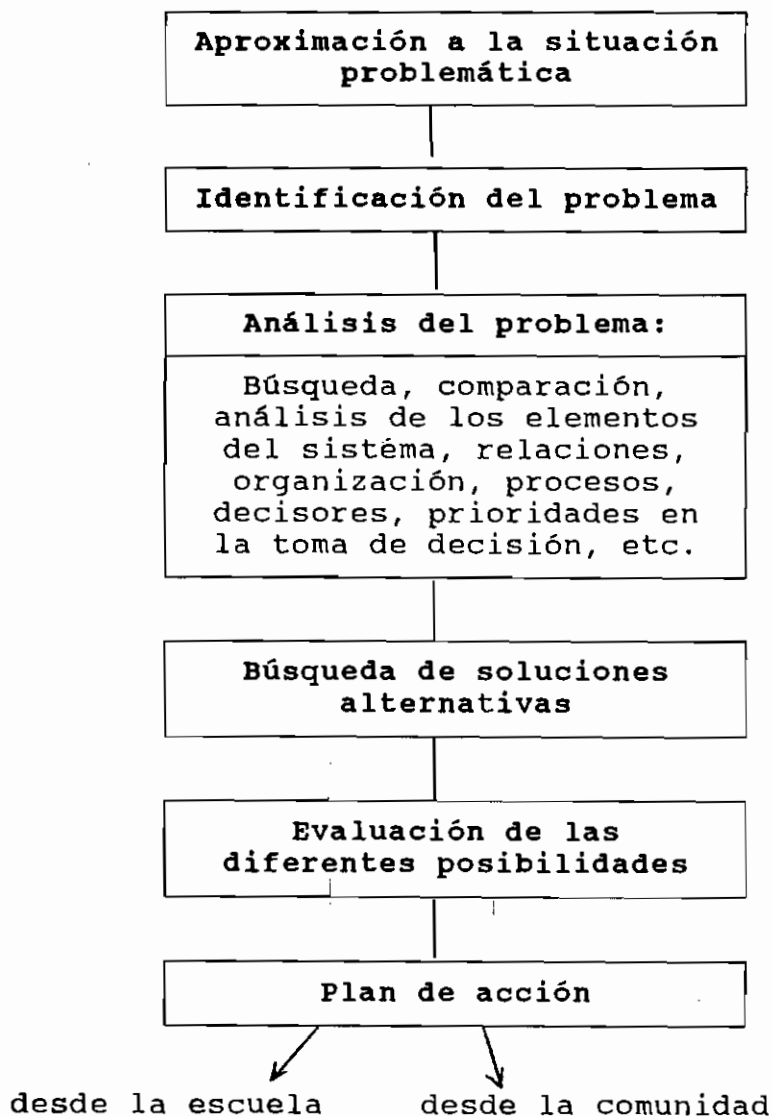 Aproximación a la situación
problemática
Identificación del problema
Análisis del problema:
Búsqueda, comparación,
análisis de los elementos
del sistéma, relaciones,
organización, procesos,
decisores, prioridades en
la toma de decisión, etc.
Búsqueda de soluciones
alternativas
Evaluación de las
diferentes posibilidades
Plan de acción
desde la escuela desde la comunidad